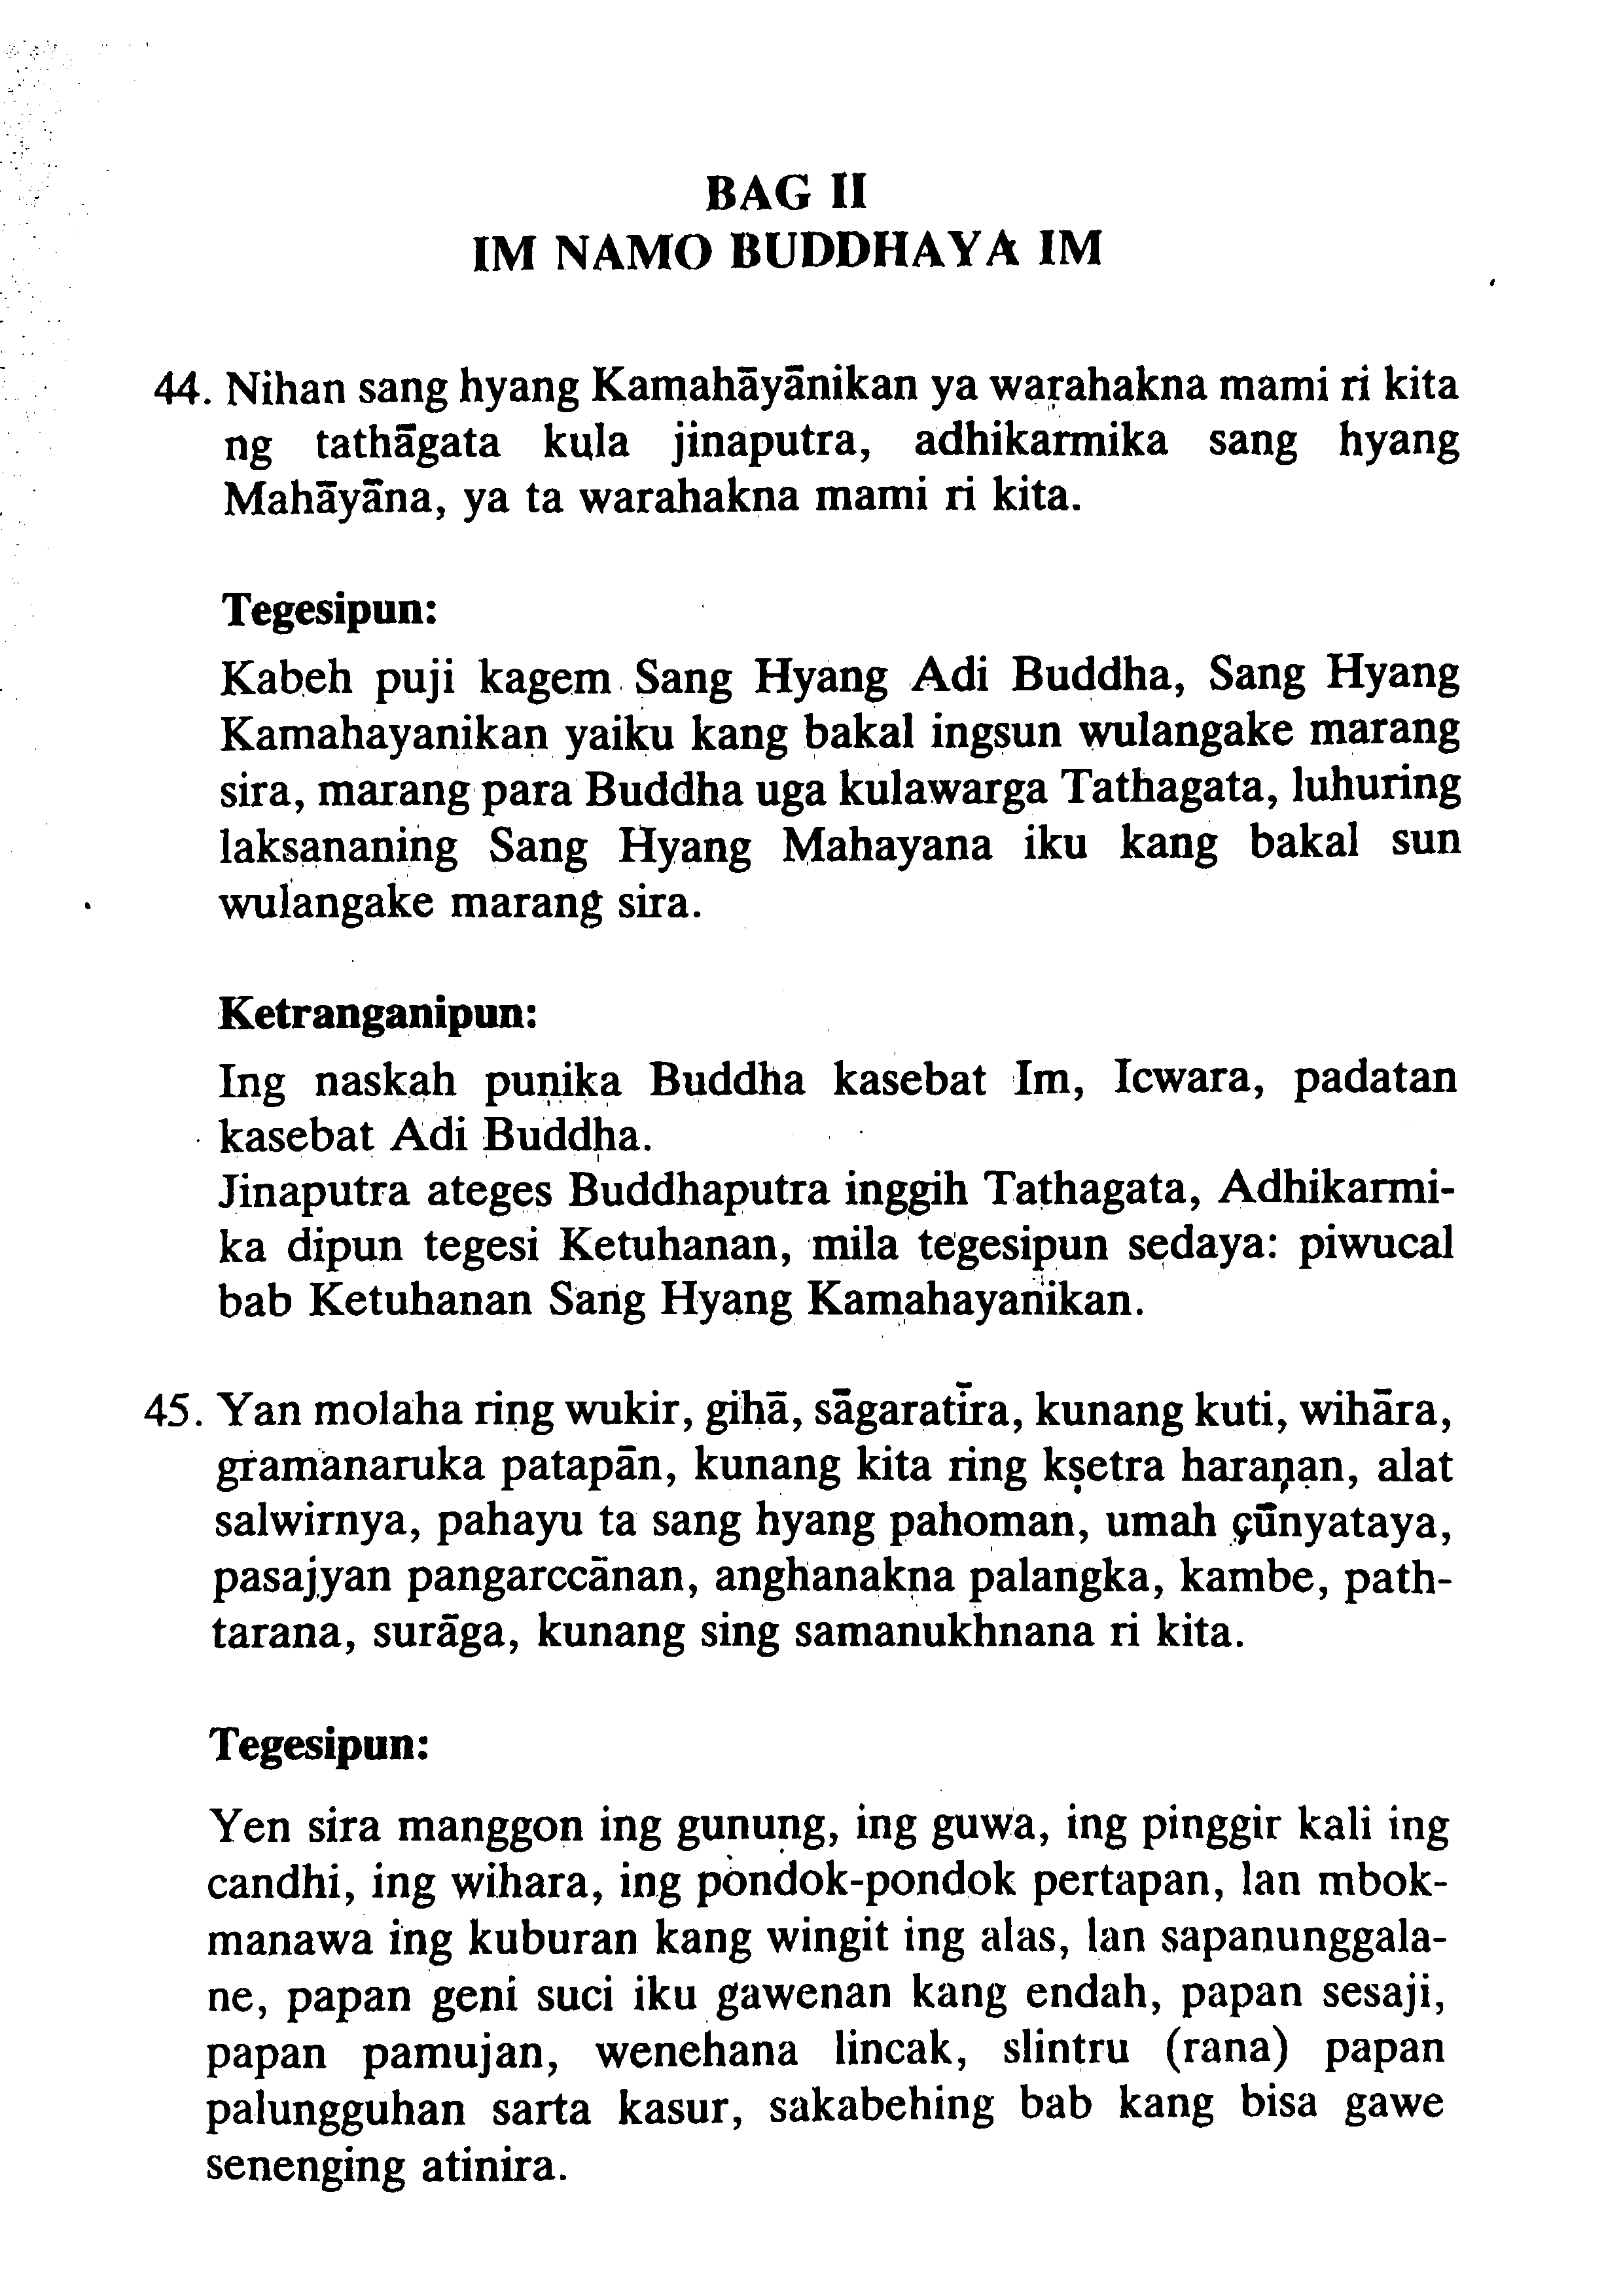 BAG II
IM NAMO BUDDHAYA IM
44. Nihan sang hyang Kamahāyānikan ya warahakna mami ri kita
ng tathāgata kula jinaputra, adhikarmika sang hyang
Mahāyāna, ya ta warahakna mami ri kita.
Tegesipun:
Kabeh puji kagem Sang Hyang Adi Buddha, Sang Hyang
Kamahayanikan yaiku kang bakal ingsun wulangake marang
sira, marang para Buddha uga kulawarga Tathagata, luhuring
laksananing Sang Hyang Mahayana iku kang bakal sun
wulangake marang sira.
Ketranganipun:
Ing naskah punika Buddha kasebat Im, Icwara, padatan
kasebat Adi Buddha.
Jinaputra ateges Buddhaputra inggih Tathagata, Adhikarmi-
ka dipun tegesi Ketuhanan, mila tegesipun sedaya: piwucal
bab Ketuhanan Sang Hyang Kamahayanikan.
45. Yan molaha ring wukir, gihā, sāgaratīra, kunang kuti, wihāra,
gramanaruka patapān, kunang kita ring kṣetra haraṇan, alat
salwirnya, pahayu ta sang hyang pahoman, umah çūnyataya,
pasajyan pangarccānan, anghanakna palangka, kambe, path-
tarana, surāga, kunang sing samanukhnana ri kita.
Tegesipun:
Yen sira manggon ing gunung, ing guwa, ing pinggir kali ing
candhi, ing wihara, ing pondok-pondok pertapan, lan mbok-
manawa ing kuburan kang wingit ing alas, lan sapanunggala-
ne, papan geni suci iku gawenan kang endah, papan sesaji,
papan pamujan, wenehana lincak, slintru (rana) papan
palungguhan sarta kasur, sakabehing bab kang bisa gawe
senenging atinira.